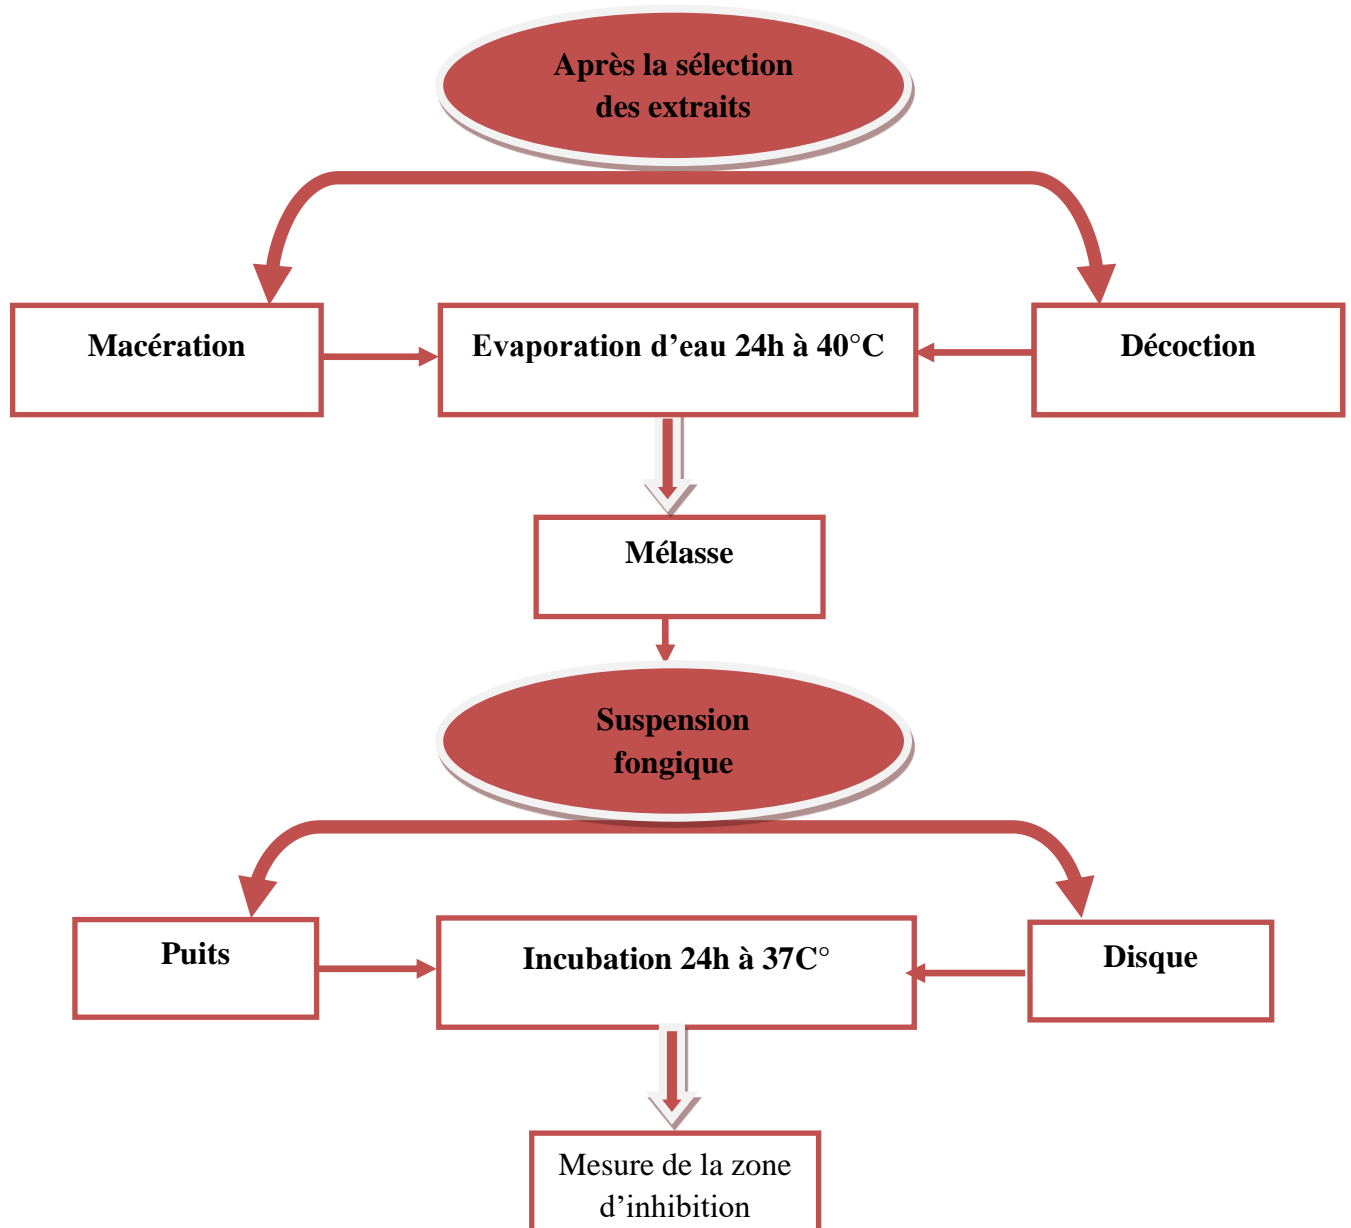 Après la sélection
des extraits
Macération
Evaporation d’eau 24h à 40°C
Décoction
Mélasse
Suspension
fongique
Puits
Incubation 24h à 37C°
Disque
Mesure de la zone
d’inhibition